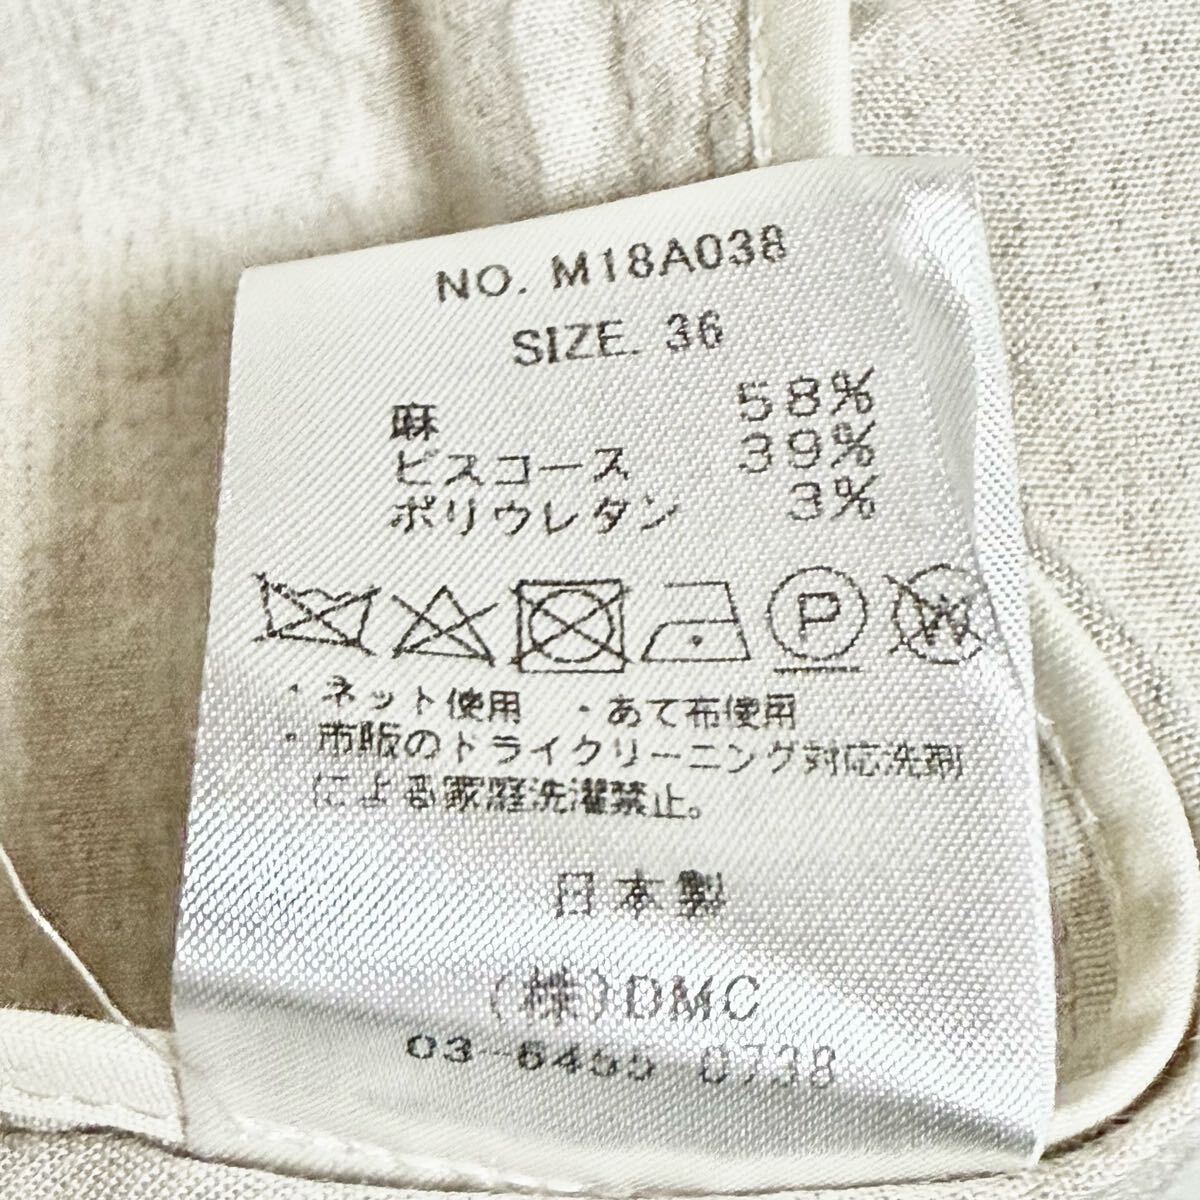 NO. M18A038
SIZE. 36
麻 58%
ビスコース 39%
ポリウレタン 3%
P W
・ネット使用 ・あて布使用
・市販のドライクリーニング対応洗剤
による家庭洗濯禁止。
日本製
(株)DMC
03-6455-0738